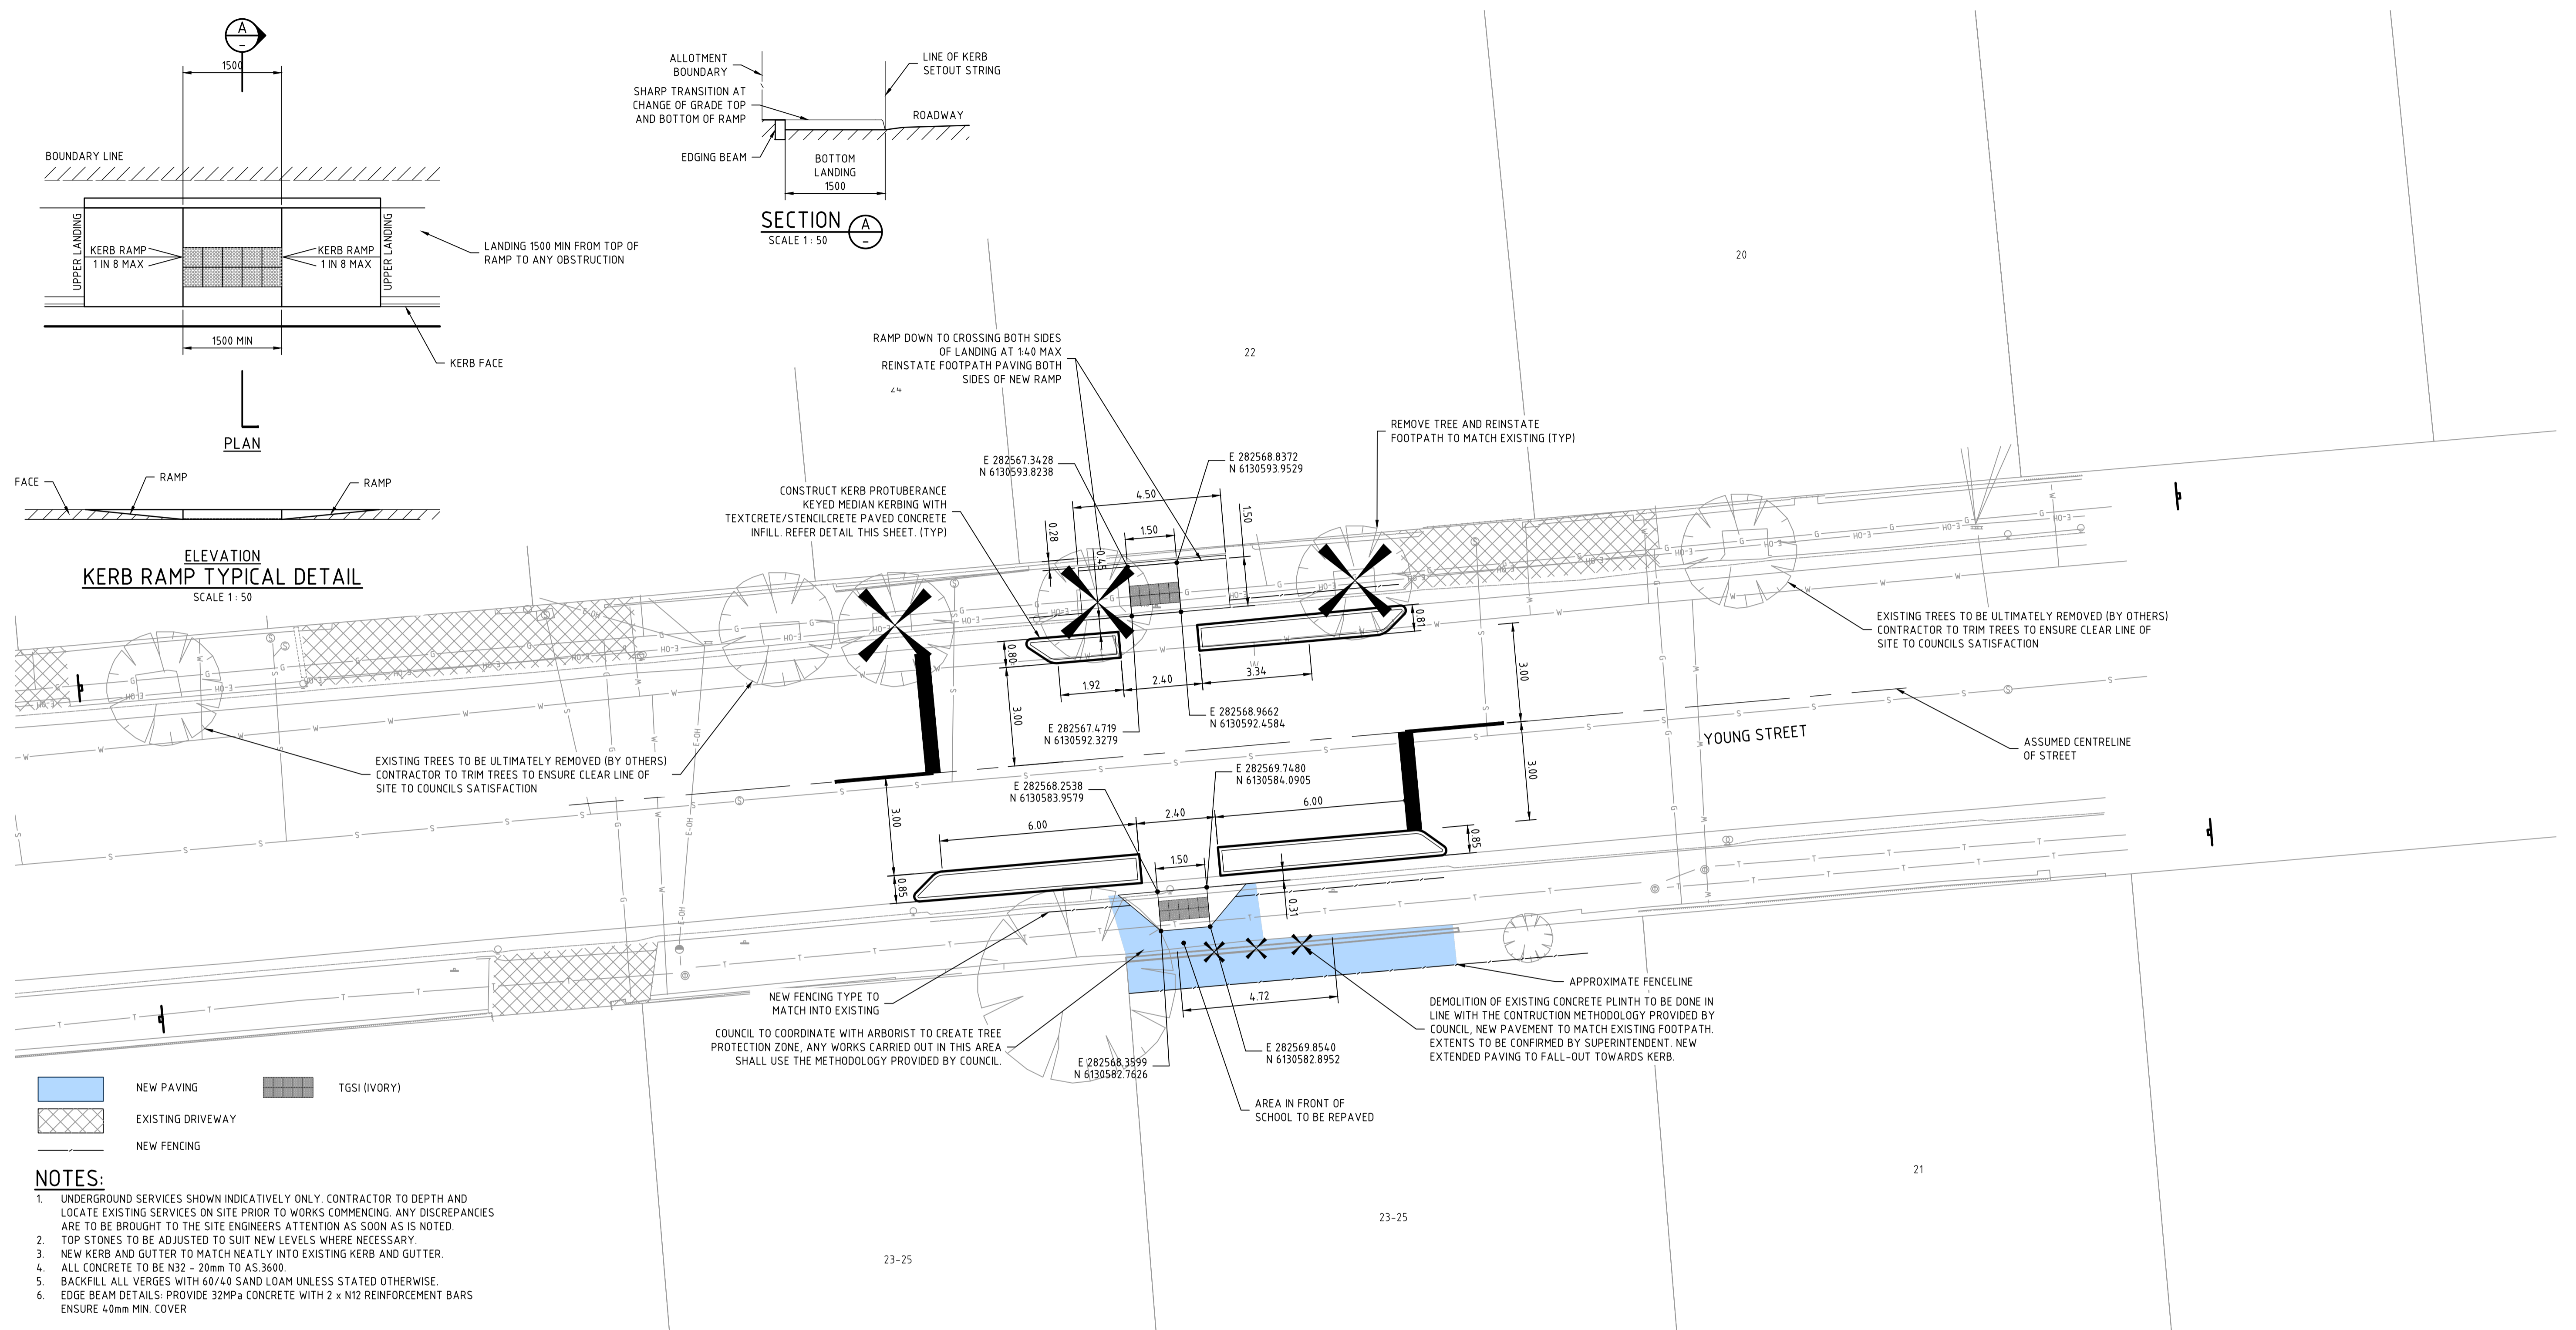 A
-
1500
BOUNDARY LINE
UPPER LANDING
KERB RAMP
1 IN 8 MAX
KERB RAMP
1 IN 8 MAX
UPPER LANDING
LANDING 1500 MIN FROM TOP OF
RAMP TO ANY OBSTRUCTION
1500 MIN
KERB FACE
PLAN
FACE
RAMP
RAMP
ELEVATION
KERB RAMP TYPICAL DETAIL
SCALE 1 : 50
ALLOTMENT
BOUNDARY
LINE OF KERB
SETOUT STRING
SHARP TRANSITION AT
CHANGE OF GRADE TOP
AND BOTTOM OF RAMP
ROADWAY
EDGING BEAM
BOTTOM
LANDING
1500
SECTION
A
-
SCALE 1 : 50
20
22
24
RAMP DOWN TO CROSSING BOTH SIDES
OF LANDING AT 1:40 MAX
REINSTATE FOOTPATH PAVING BOTH
SIDES OF NEW RAMP
REMOVE TREE AND REINSTATE
FOOTPATH TO MATCH EXISTING (TYP)
E 282567.3428
N 6130593.8238
E 282568.8372
N 6130593.9529
CONSTRUCT KERB PROTUBERANCE
KEYED MEDIAN KERBING WITH
TEXTCRETE/STENCILCRETE PAVED CONCRETE
INFILL. REFER DETAIL THIS SHEET. (TYP)
4.50
1.50
1.50
0.28
0.45
0.80
0.81
1.92
2.40
3.34
3.00
3.00
3.00
3.00
E 282567.4719
N 6130592.3279
E 282568.9662
N 6130592.4584
EXISTING TREES TO BE ULTIMATELY REMOVED (BY OTHERS)
CONTRACTOR TO TRIM TREES TO ENSURE CLEAR LINE OF
SITE TO COUNCILS SATISFACTION
YOUNG STREET
ASSUMED CENTRELINE
OF STREET
EXISTING TREES TO BE ULTIMATELY REMOVED (BY OTHERS)
CONTRACTOR TO TRIM TREES TO ENSURE CLEAR LINE OF
SITE TO COUNCILS SATISFACTION
E 282568.2538
N 6130583.9579
E 282569.7480
N 6130584.0905
6.00
2.40
6.00
0.85
0.85
1.50
0.31
4.72
NEW FENCING TYPE TO
MATCH INTO EXISTING
APPROXIMATE FENCELINE
COUNCIL TO COORDINATE WITH ARBORIST TO CREATE TREE
PROTECTION ZONE, ANY WORKS CARRIED OUT IN THIS AREA
SHALL USE THE METHODOLOGY PROVIDED BY COUNCIL.
DEMOLITION OF EXISTING CONCRETE PLINTH TO BE DONE IN
LINE WITH THE CONTRUCTION METHODOLOGY PROVIDED BY
COUNCIL, NEW PAVEMENT TO MATCH EXISTING FOOTPATH.
EXTENTS TO BE CONFIRMED BY SUPERINTENDENT. NEW
EXTENDED PAVING TO FALL-OUT TOWARDS KERB.
E 282568.3599
N 6130582.7626
E 282569.8540
N 6130582.8952
AREA IN FRONT OF
SCHOOL TO BE REPAVED
21
23-25
23-25
NEW PAVING
TGSI (IVORY)
EXISTING DRIVEWAY
NEW FENCING
NOTES:
1. UNDERGROUND SERVICES SHOWN INDICATIVELY ONLY. CONTRACTOR TO DEPTH AND
LOCATE EXISTING SERVICES ON SITE PRIOR TO WORKS COMMENCING. ANY DISCREPANCIES
ARE TO BE BROUGHT TO THE SITE ENGINEERS ATTENTION AS SOON AS IS NOTED.
2. TOP STONES TO BE ADJUSTED TO SUIT NEW LEVELS WHERE NECESSARY.
3. NEW KERB AND GUTTER TO MATCH NEATLY INTO EXISTING KERB AND GUTTER.
4. ALL CONCRETE TO BE N32 - 20mm TO AS.3600.
5. BACKFILL ALL VERGES WITH 60/40 SAND LOAM UNLESS STATED OTHERWISE.
6. EDGE BEAM DETAILS: PROVIDE 32MPa CONCRETE WITH 2 x N12 REINFORCEMENT BARS
ENSURE 40mm MIN. COVER